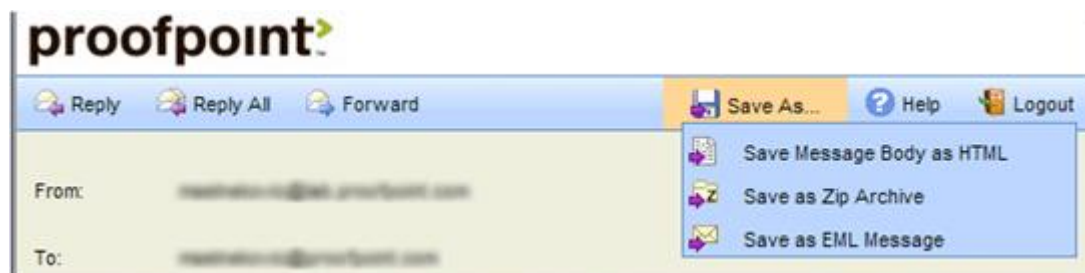 proofpoint
Reply Reply All Forward Save As... Help Logout
Save Message Body as HTML
From: Save as Zip Archive
Save as EML Message
To: